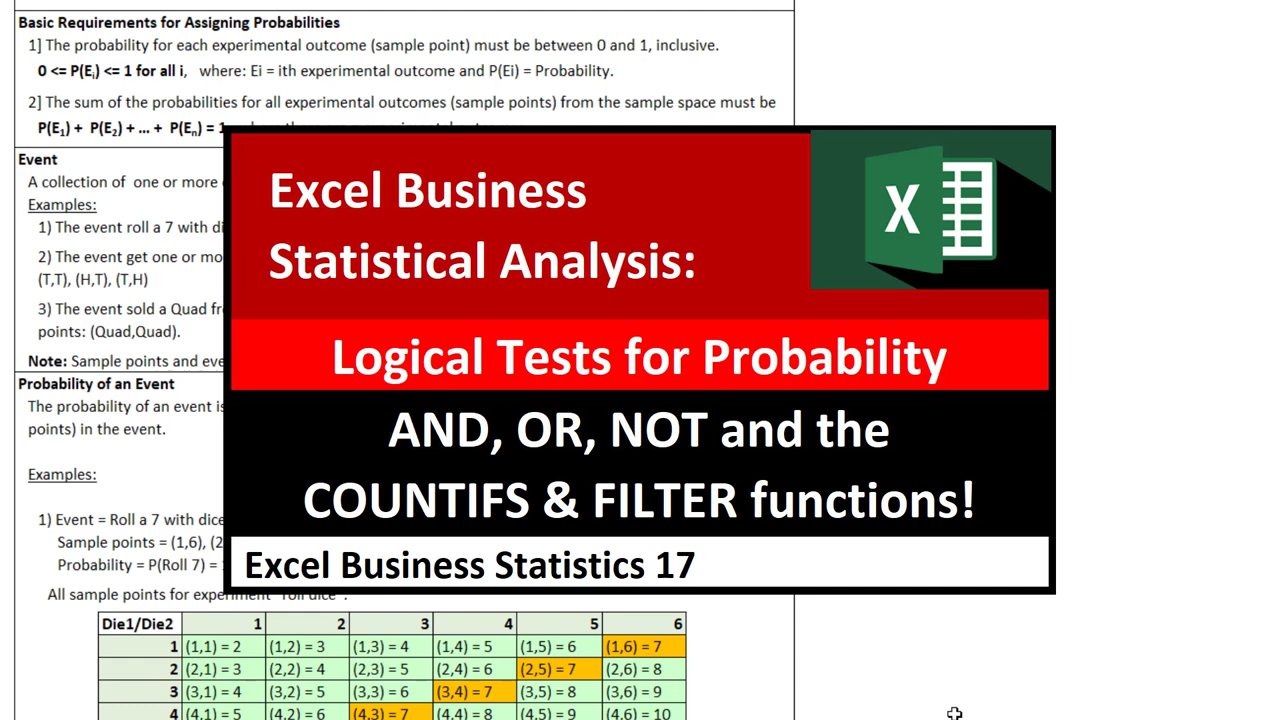 Basic Requirements for Assigning Probabilities
1] The probability for each experimental outcome (sample point) must be between 0 and 1, inclusive.
0 <= P(Ei) <= 1 for all i, where: Ei = ith experimental outcome and P(Ei) = Probability.
2] The sum of the probabilities for all experimental outcomes (sample points) from the sample space must be
P(E1) + P(E2) + ... + P(En) = 1
Event
A collection of one or more
Examples:
1) The event roll a 7 with di
2) The event get one or mo
(T,T), (H,T), (T,H)
3) The event sold a Quad fr
points: (Quad,Quad).
Note: Sample points and eve
Probability of an Event
The probability of an event is
points) in the event.
Examples:
1) Event = Roll a 7 with dice
Sample points = (1,6), (2
Probability = P(Roll 7) =
All sample points for experiment "roll dice":
Excel Business
Statistical Analysis:
X
Logical Tests for Probability
AND, OR, NOT and the
COUNTIFS & FILTER functions!
Excel Business Statistics 17
Die1/Die2 1 2 3 4 5 6
1 (1,1) = 2 (1,2) = 3 (1,3) = 4 (1,4) = 5 (1,5) = 6 (1,6) = 7
2 (2,1) = 3 (2,2) = 4 (2,3) = 5 (2,4) = 6 (2,5) = 7 (2,6) = 8
3 (3,1) = 4 (3,2) = 5 (3,3) = 6 (3,4) = 7 (3,5) = 8 (3,6) = 9
4 (4,1) = 5 (4,2) = 6 (4,3) = 7 (4,4) = 8 (4,5) = 9 (4,6) = 10